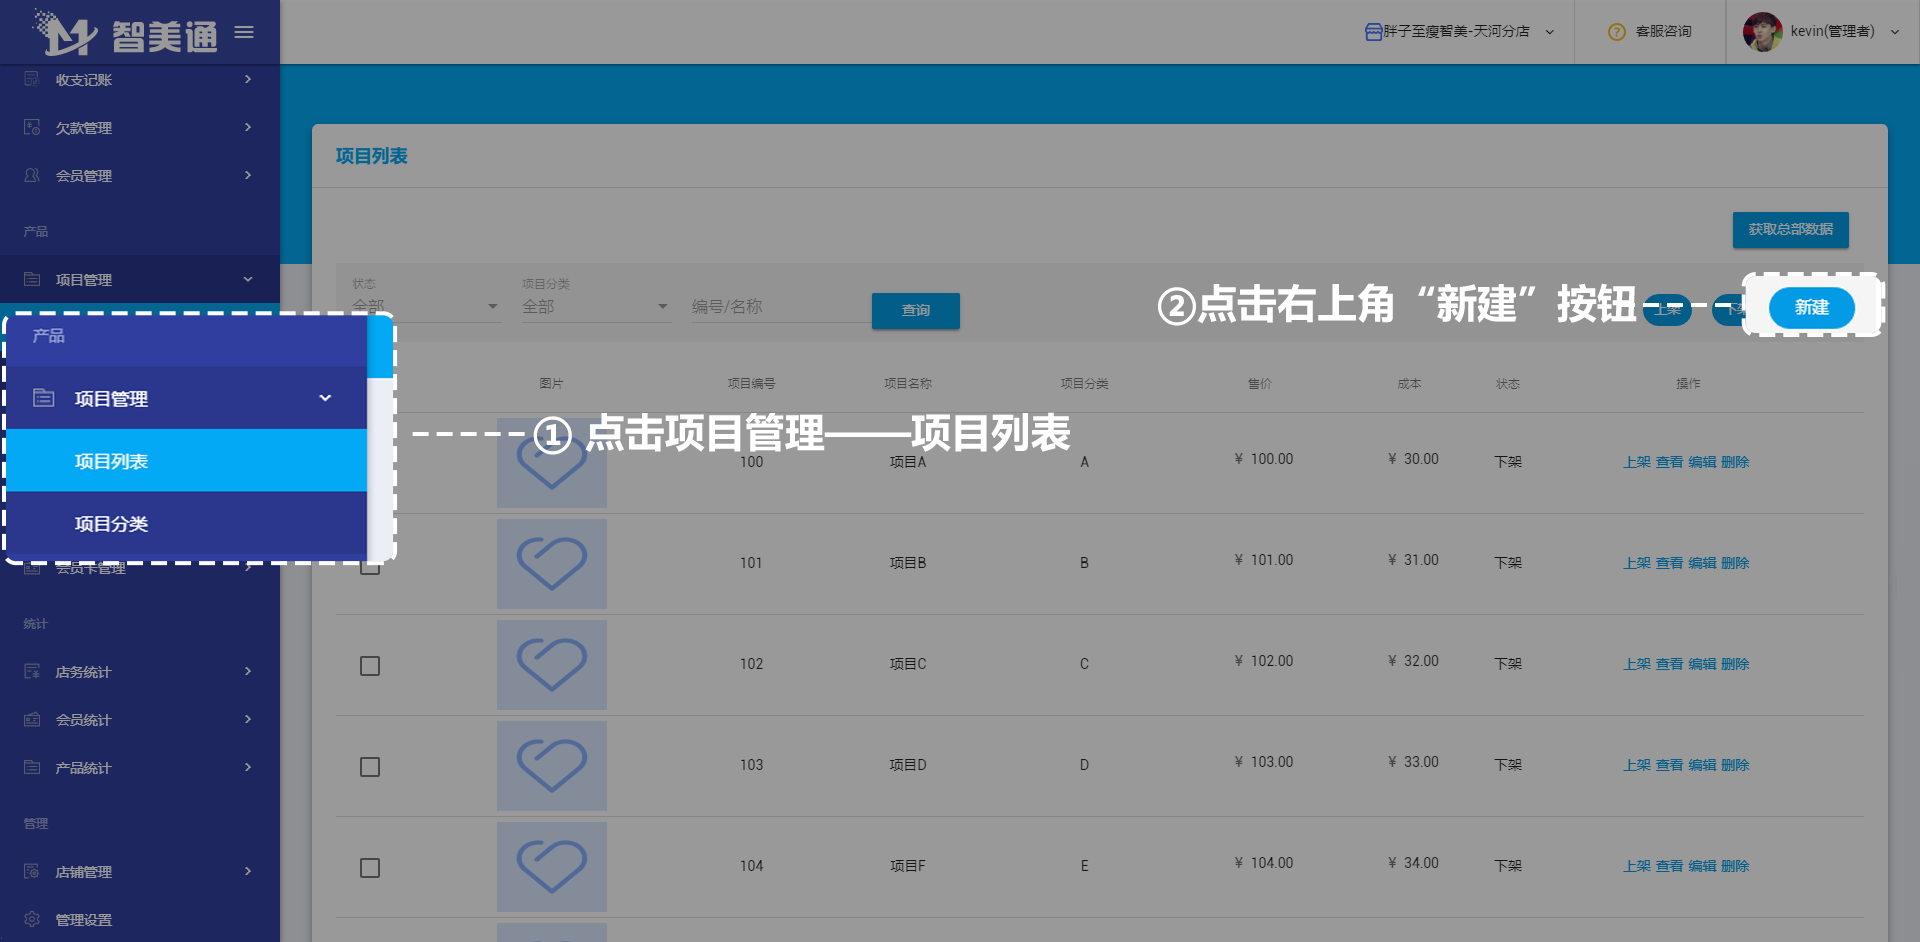 智美通
胖子至瘦智美-天河分店
客服咨询
kevin(管理者)
收支记账
欠款管理
会员管理
产品
项目管理
产品
项目管理
项目列表
项目分类
会员卡管理
统计
店务统计
会员统计
产品统计
管理
店铺管理
管理设置
项目列表
获取总部数据
状态
全部
项目分类
全部
编号/名称
查询
②点击右上角“新建”按钮
上架
下架
新建
图片 项目编号 项目名称 项目分类 售价 成本 状态 操作
① 点击项目管理——项目列表
100 项目A A ¥ 100.00 ¥ 30.00 下架 上架 查看 编辑 删除
101 项目B B ¥ 101.00 ¥ 31.00 下架 上架 查看 编辑 删除
102 项目C C ¥ 102.00 ¥ 32.00 下架 上架 查看 编辑 删除
103 项目D D ¥ 103.00 ¥ 33.00 下架 上架 查看 编辑 删除
104 项目F E ¥ 104.00 ¥ 34.00 下架 上架 查看 编辑 删除